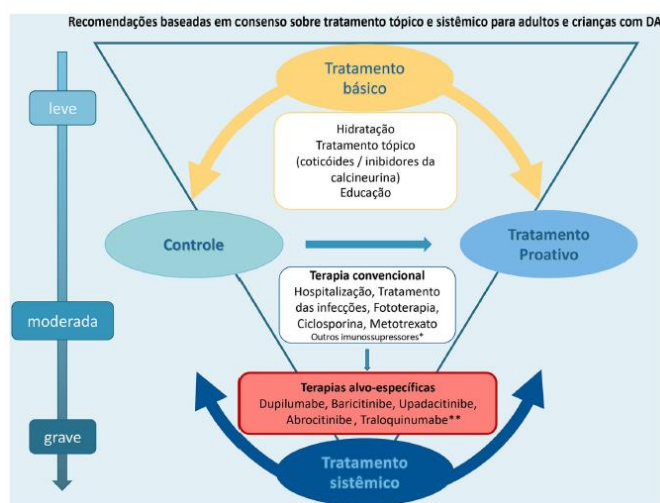 Recomendações baseadas em consenso sobre tratamento tópico e sistêmico para adultos e crianças com DA
Tratamento
básico
leve
Hidratação
Tratamento tópico
(coticóides / inibidores da
calcineurina)
Educação
Controle
Tratamento
Proativo
Terapia convencional
Hospitalização, Tratamento
das infecções, Fototerapia,
Ciclosporina, Metotrexato
Outros imunossupressores*
moderada
Terapias alvo-específicas
Dupilumabe, Baricitinibe, Upadacitinibe,
Abrocitinibe, Traloquinumabe**
grave
Tratamento
sistêmico